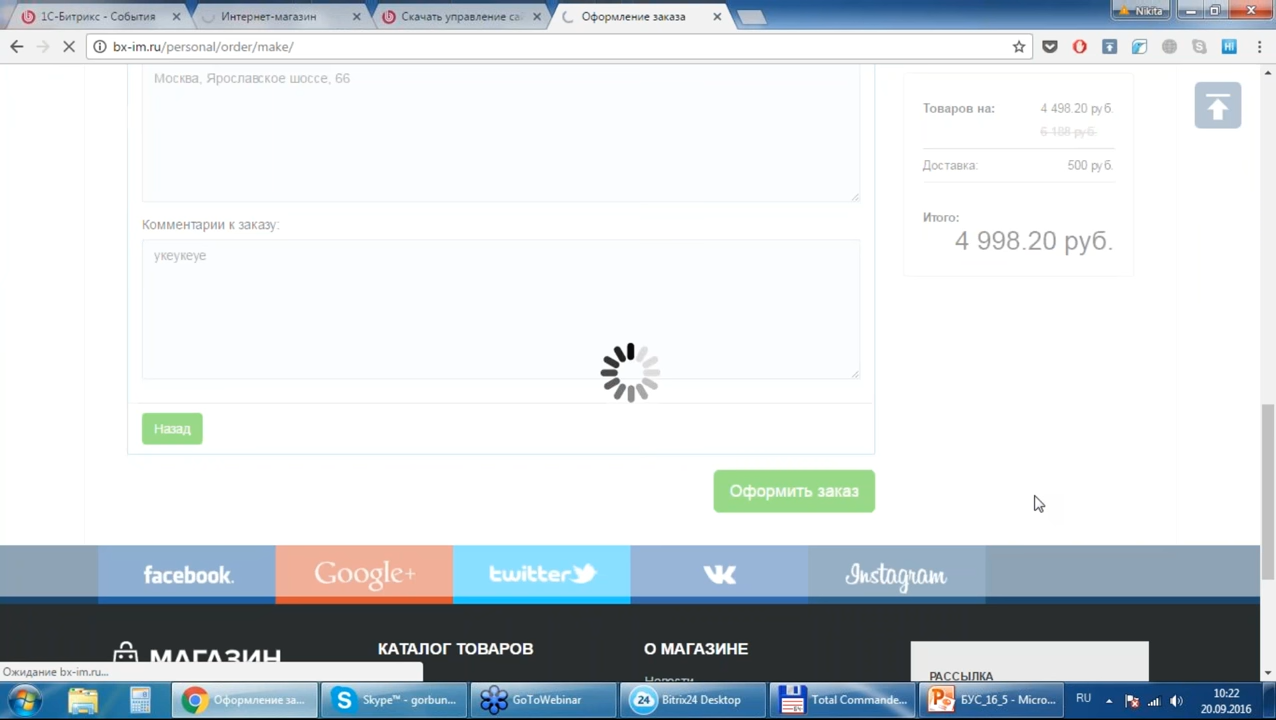 1С-Битрикс - События
Интернет-магазин
Скачать управление са
Оформление заказа
Nikita
bx-im.ru/personal/order/make/
Hi
Москва, Ярославское шоссе, 66
Товаров на: 4 498.20 руб.
6 188 руб.
Доставка: 500 руб.
Итого:
4 998.20 руб.
Комментарии к заказу:
укеукеуе
Назад
Оформить заказ
facebook.
Google+
twitter
Instagram
МАГАЗИН
КАТАЛОГ ТОВАРОВ
О МАГАЗИНЕ
Новости
РАССЫЛКА
Ожидание bx-im.ru...
Оформление за...
Skype™ - gorbun...
GoToWebinar
24
Bitrix24 Desktop
Total Commande...
БУС_16_5 - Micro...
RU
10:22
20.09.2016